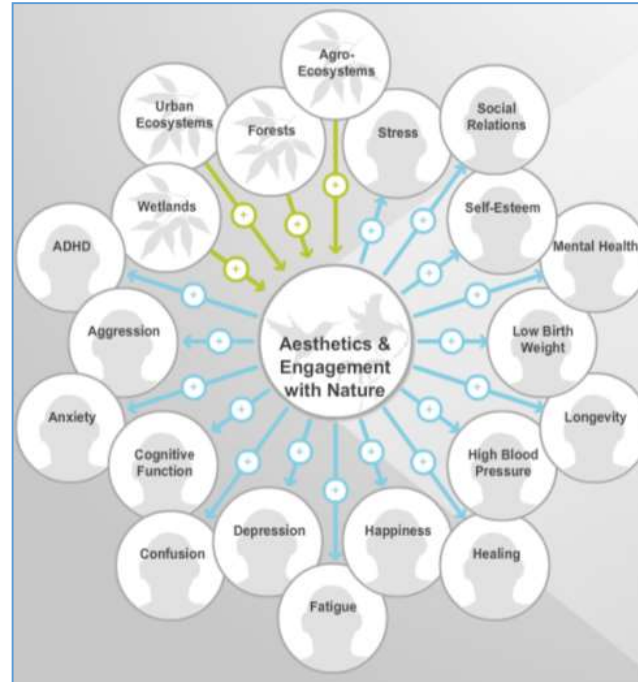 Agro-
Ecosystems
Urban
Ecosystems
Forests
Stress
Social
Relations
Wetlands
Self-Esteem
ADHD
Mental Health
Aggression
Aesthetics &
Engagement
with Nature
Low Birth
Weight
Anxiety
Longevity
Cognitive
Function
High Blood
Pressure
Confusion
Depression
Happiness
Healing
Fatigue